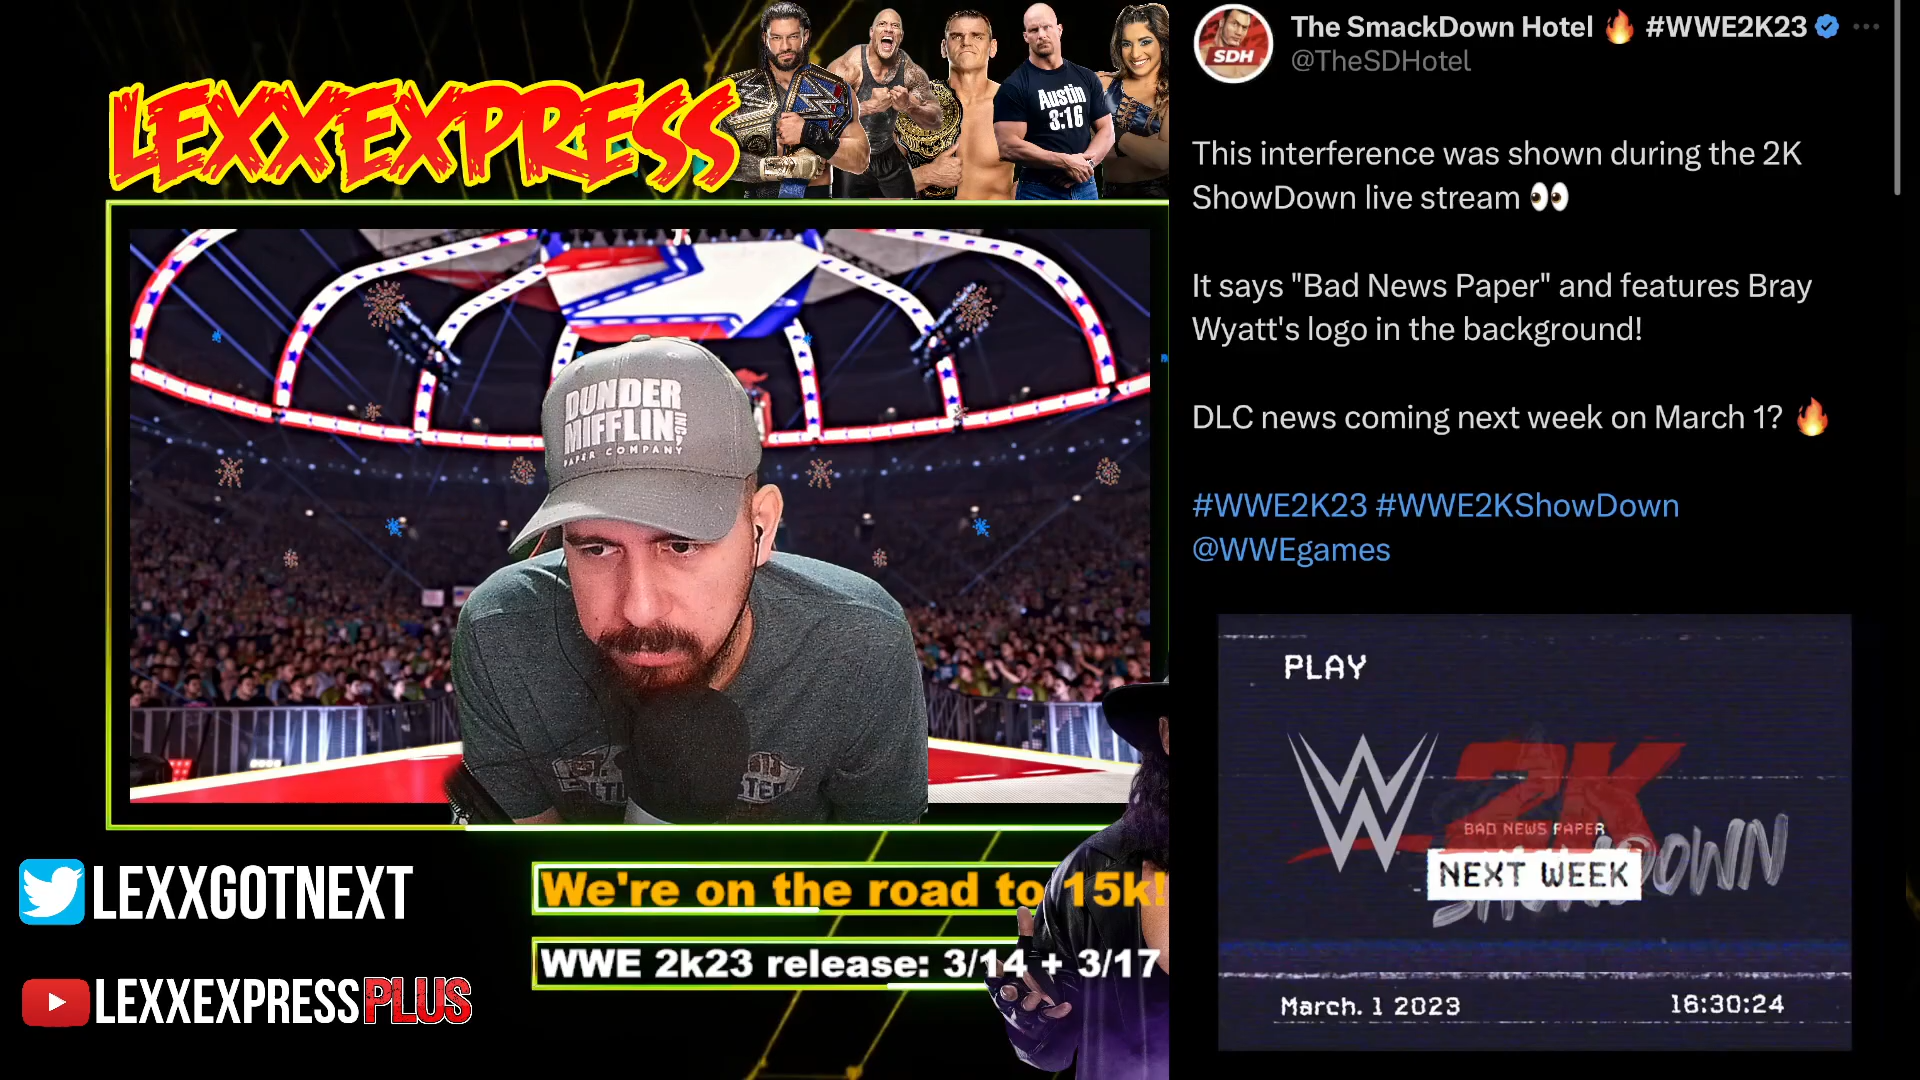 LEXXEXPRESS
Austin
3:16
DUNDER
MIFFLIN INC,
PAPER COMPANY
LEXXGOTNEXT
LEXXEXPRESS PLUS
We're on the road to 15k!
WWE 2k23 release: 3/14 + 3/17
SDH
The SmackDown Hotel 🔥 #WWE2K23
@TheSDHotel
This interference was shown during the 2K
ShowDown live stream 👀
It says "Bad News Paper" and features Bray
Wyatt's logo in the background!
DLC news coming next week on March 1? 🔥
#WWE2K23 #WWE2KShowDown
@WWEgames
PLAY
W 2K
BAD NEWS PAPER
NEXT WEEK
March. 1 2023
16:30:24